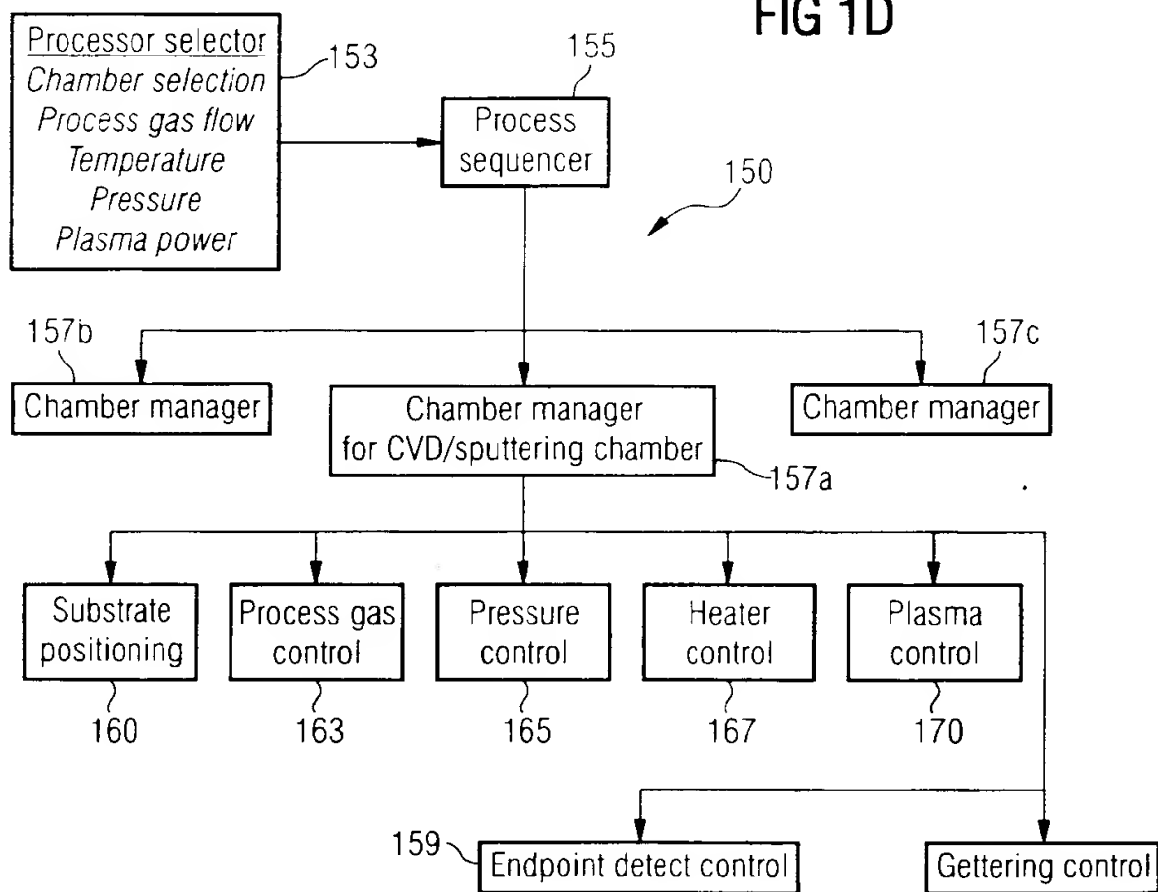 FIG 1D
Processor selector
Chamber selection
Process gas flow
Temperature
Pressure
Plasma power
153
155
Process
sequencer
150
157b
Chamber manager
Chamber manager
for CVD/sputtering chamber
157a
157c
Chamber manager
Substrate
positioning
160
Process gas
control
163
Pressure
control
165
Heater
control
167
Plasma
control
170
159
Endpoint detect control
Gettering control